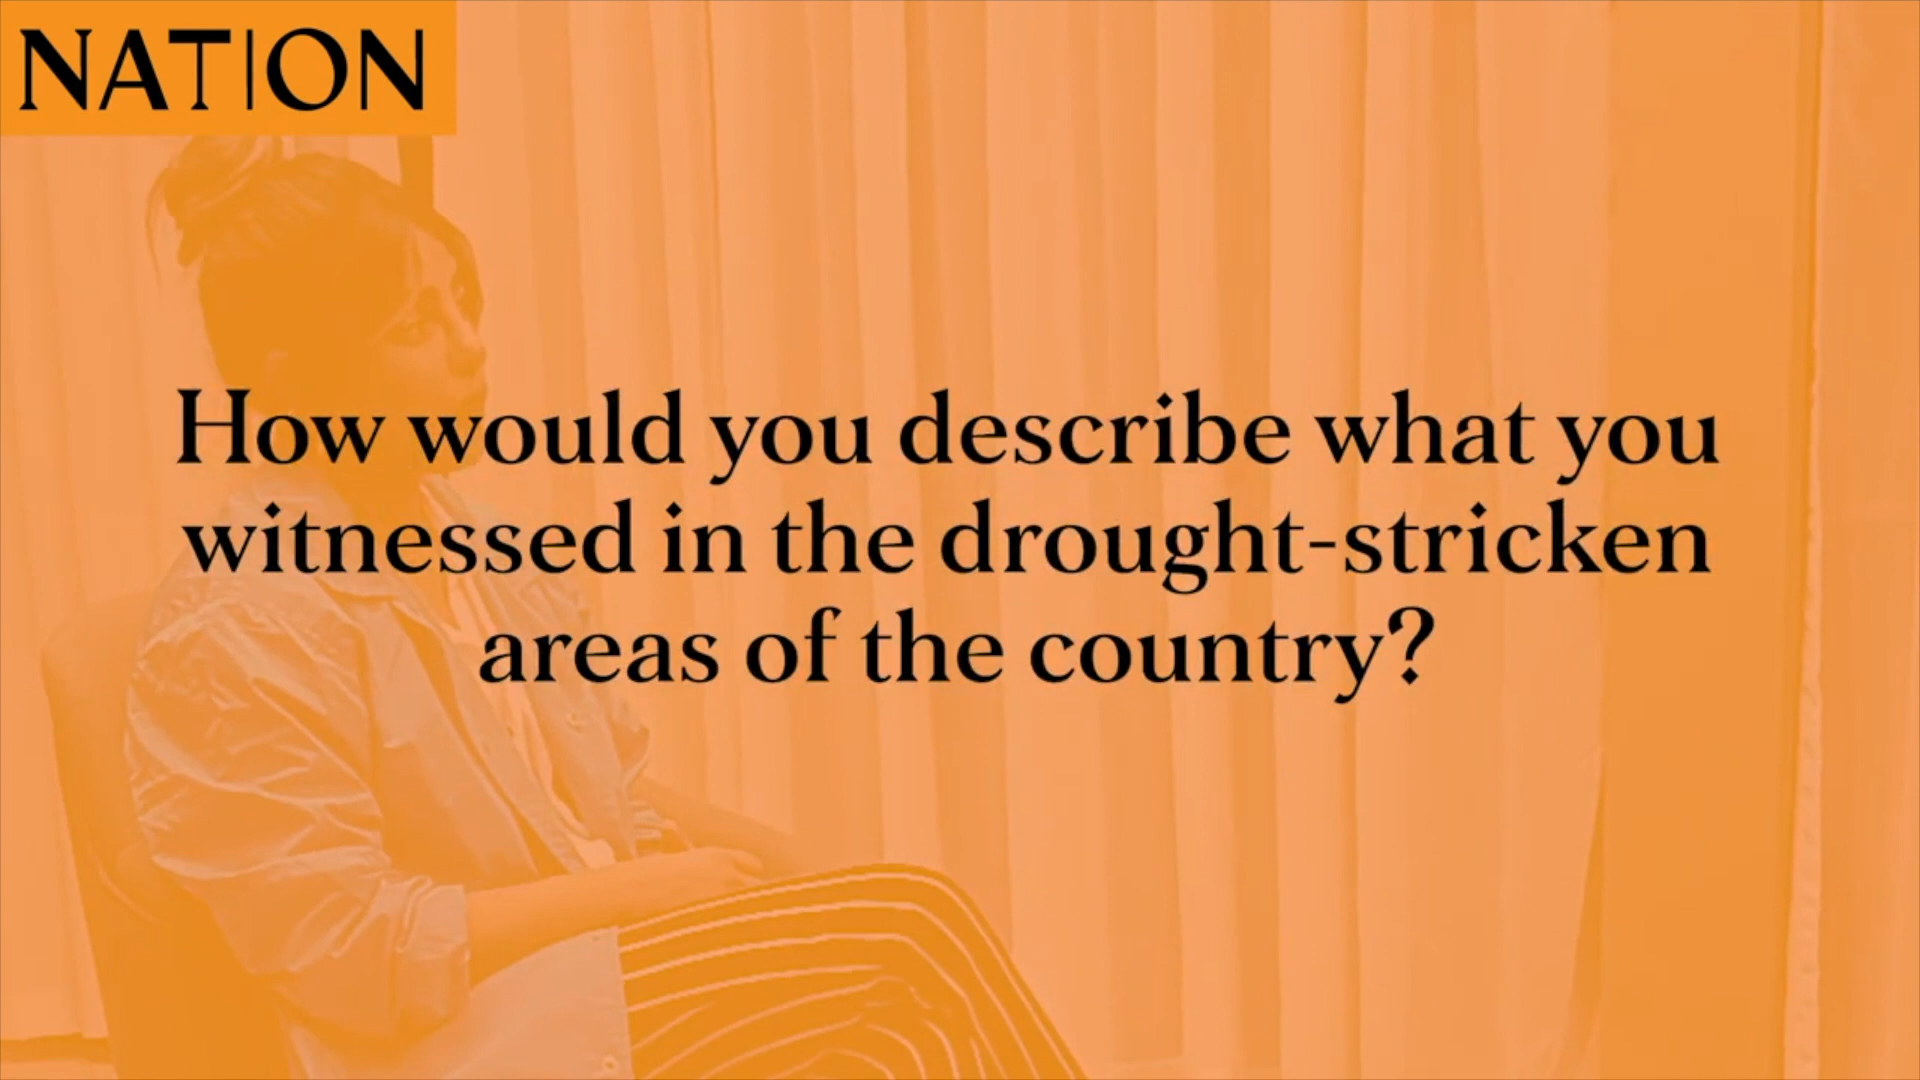 NATION
How would you describe what you
witnessed in the drought-stricken
areas of the country?